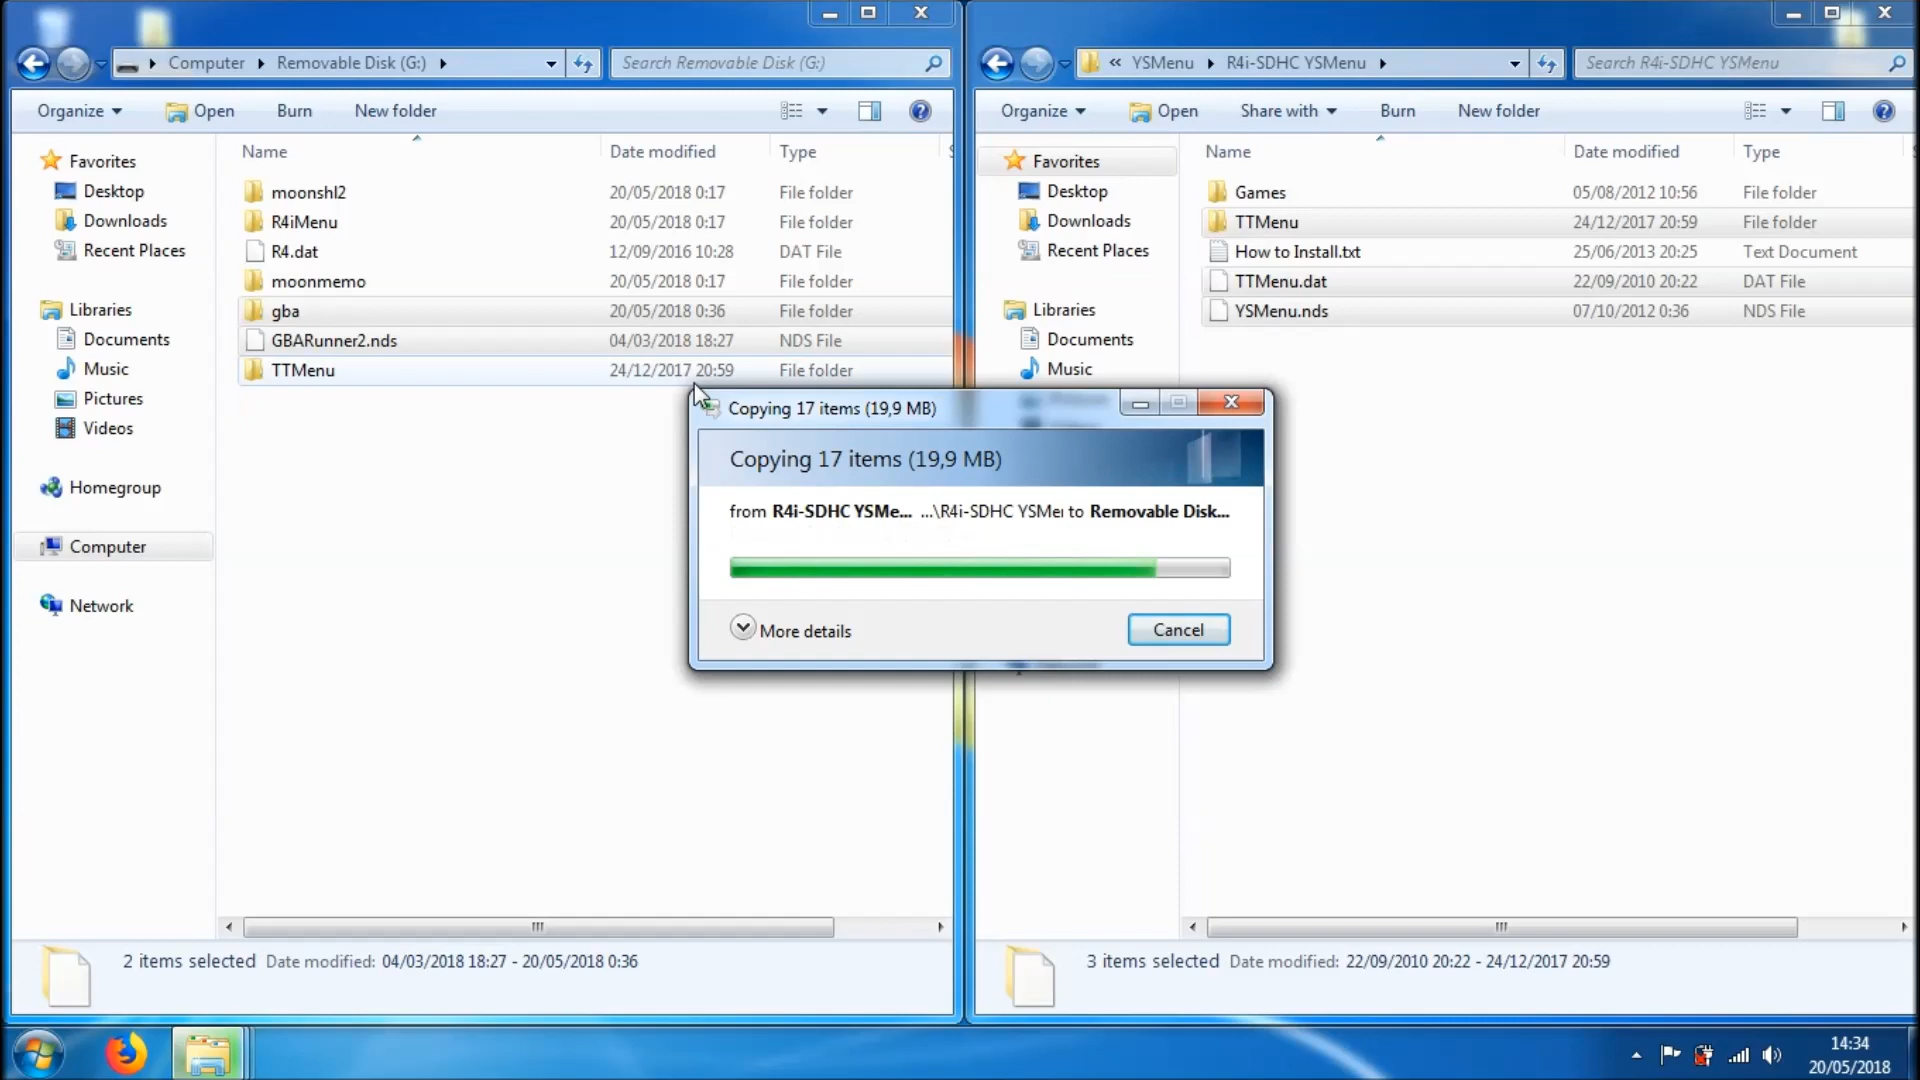 Computer Removable Disk (G:)
Search Removable Disk (G:)
Organize Open Burn New folder
Name Date modified Type
Favorites
Desktop
Downloads
Recent Places
Libraries
Documents
Music
Pictures
Videos
Homegroup
Computer
Network
moonshl2 20/05/2018 0:17 File folder
R4iMenu 20/05/2018 0:17 File folder
R4.dat 12/09/2016 10:28 DAT File
moonmemo 20/05/2018 0:17 File folder
gba 20/05/2018 0:36 File folder
GBARunner2.nds 04/03/2018 18:27 NDS File
TTMenu 24/12/2017 20:59 File folder
2 items selected Date modified: 04/03/2018 18:27 - 20/05/2018 0:36
« YSMenu R4i-SDHC YSMenu
Search R4i-SDHC YSMenu
Organize Open Share with Burn New folder
Name Date modified Type
Favorites
Desktop
Downloads
Recent Places
Libraries
Documents
Music
Games 05/08/2012 10:56 File folder
TTMenu 24/12/2017 20:59 File folder
How to Install.txt 25/06/2013 20:25 Text Document
TTMenu.dat 22/09/2010 20:22 DAT File
YSMenu.nds 07/10/2012 0:36 NDS File
3 items selected Date modified: 22/09/2010 20:22 - 24/12/2017 20:59
Copying 17 items (19,9 MB)
Copying 17 items (19,9 MB)
from R4i-SDHC YSMe... ...\R4i-SDHC YSMe to Removable Disk...
More details
Cancel
14:34
20/05/2018